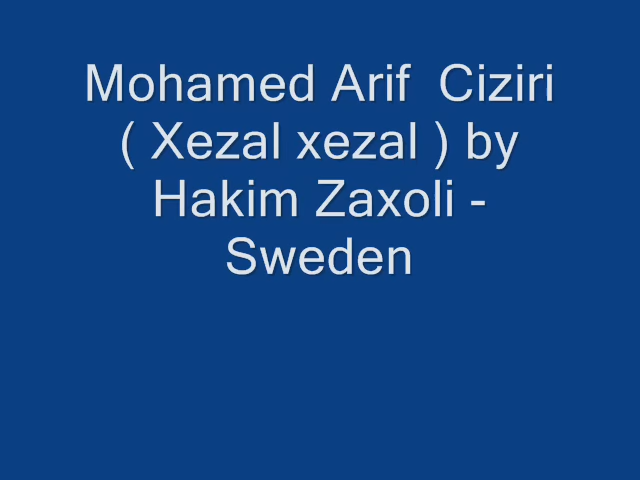 Mohamed Arif  Ciziri
( Xezal xezal ) by
Hakim Zaxoli -
Sweden